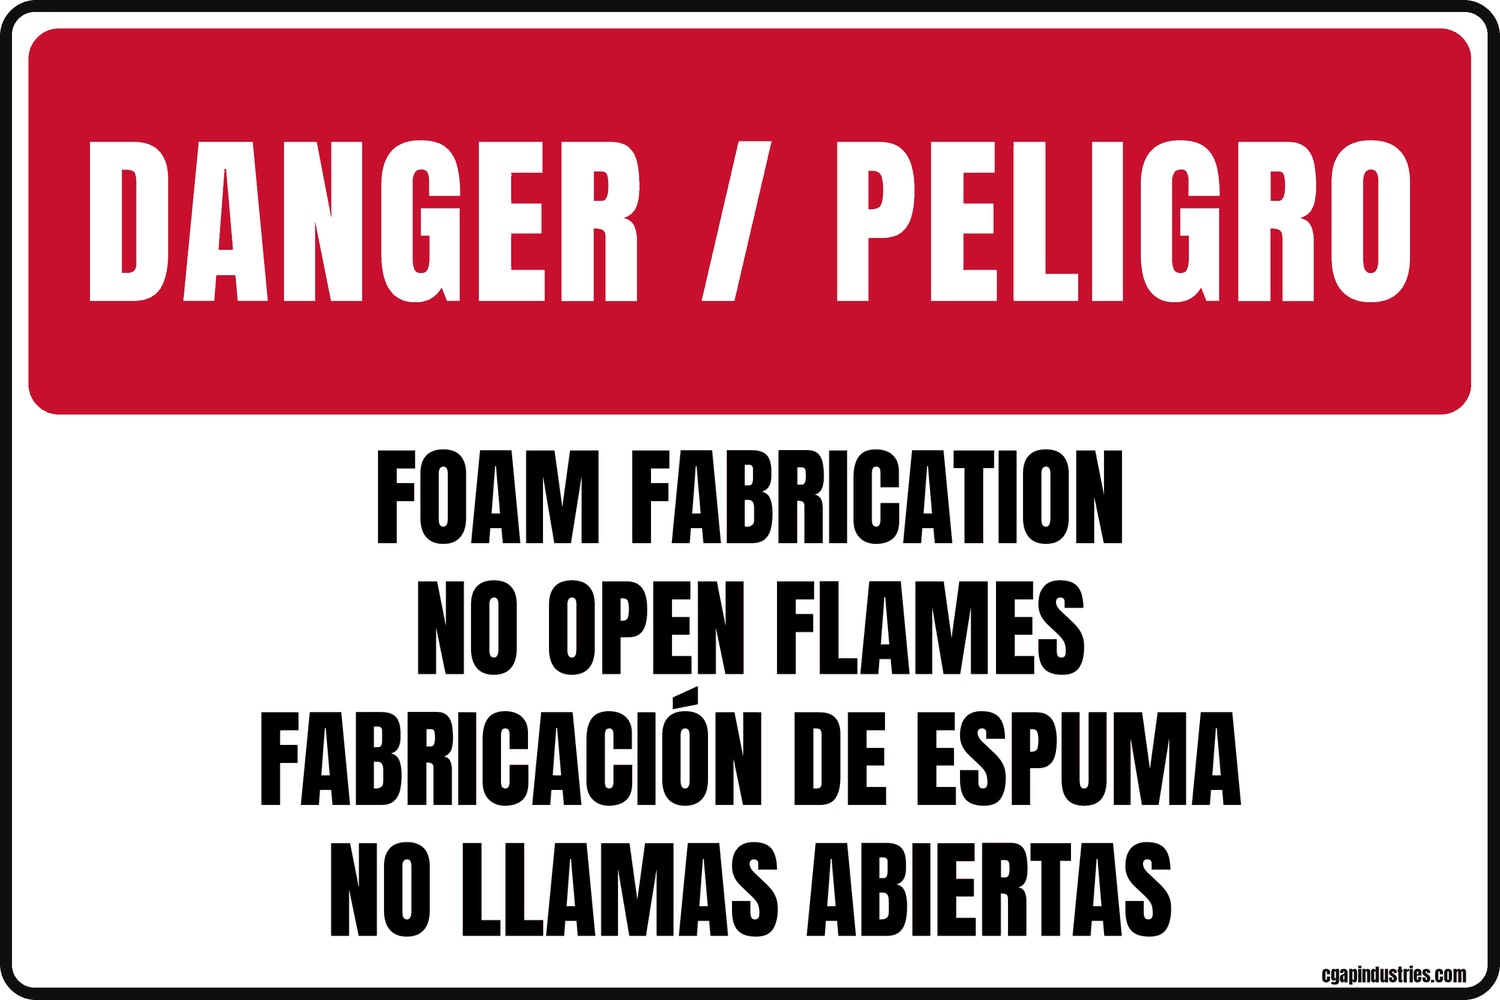 DANGER / PELIGRO
FOAM FABRICATION
NO OPEN FLAMES
FABRICACIÓN DE ESPUMA
NO LLAMAS ABIERTAS
cgapindustries.com